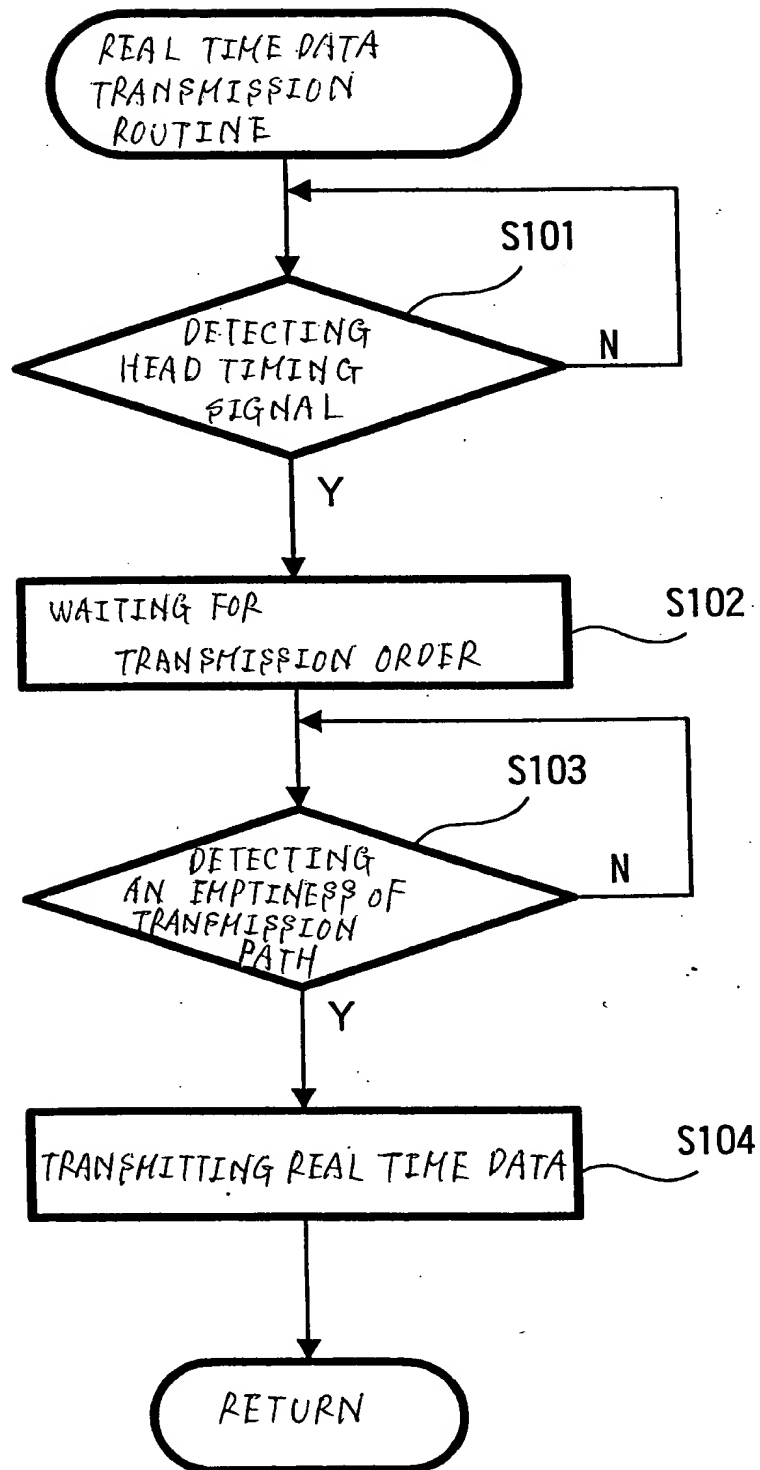 REAL TIME DATA
TRANSMISSION
ROUTINE
S101
DETECTING
HEAD TIMING
SIGNAL
N
Y
WAITING FOR
TRANSMISSION ORDER
S102
S103
DETECTING
AN EMPTINESS OF
TRANSMISSION
PATH
N
Y
TRANSMITTING REAL TIME DATA
S104
RETURN